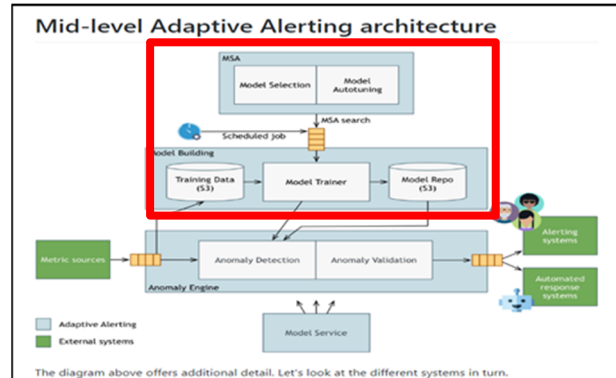 Mid-level Adaptive Alerting architecture
MSA
Model Selection
Model
Autotuning
MSA search
Scheduled job
Model Building
Training Data
(S3)
Model Trainer
Model Repo
(S3)
Metric sources
Anomaly Detection
Anomaly Validation
Anomaly Engine
Alerting
systems
Automated
response
systems
Model Service
Adaptive Alerting
External systems
The diagram above offers additional detail. Let's look at the different systems in turn.